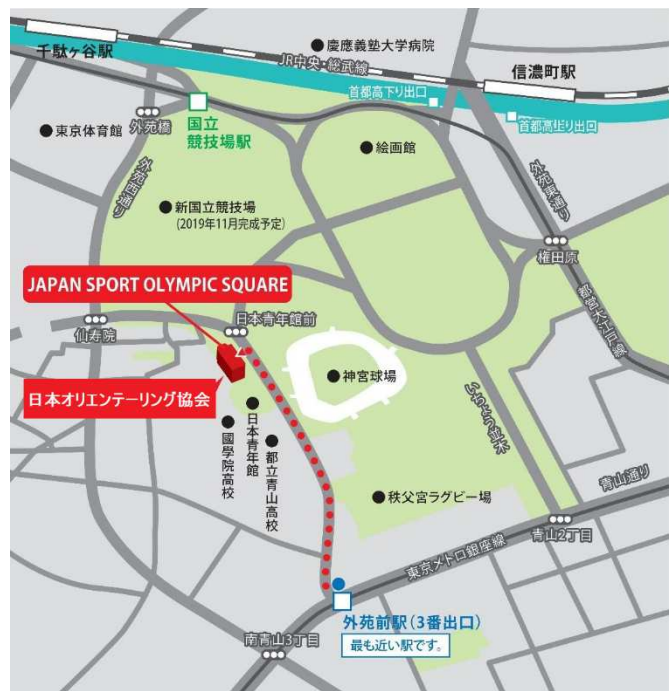 千駄ヶ谷駅
慶應義塾大学病院
JR中央・総武線
信濃町駅
首都高下り出口
首都高上り出口
外苑橋
国立
競技場駅
東京体育館
絵画館
外苑西通り
外苑東通り
新国立競技場
(2019年11月完成予定)
権田原
JAPAN SPORT OLYMPIC SQUARE
都営大江戸線
日本青年館前
仙寿院
神宮球場
日本オリエンテーリング協会
いちょう並木
國學院高校
日本青年館
都立青山高校
秩父宮ラグビー場
青山通り
青山2丁目
東京メトロ銀座線
外苑前駅(3番出口)
最も近い駅です。
南青山3丁目